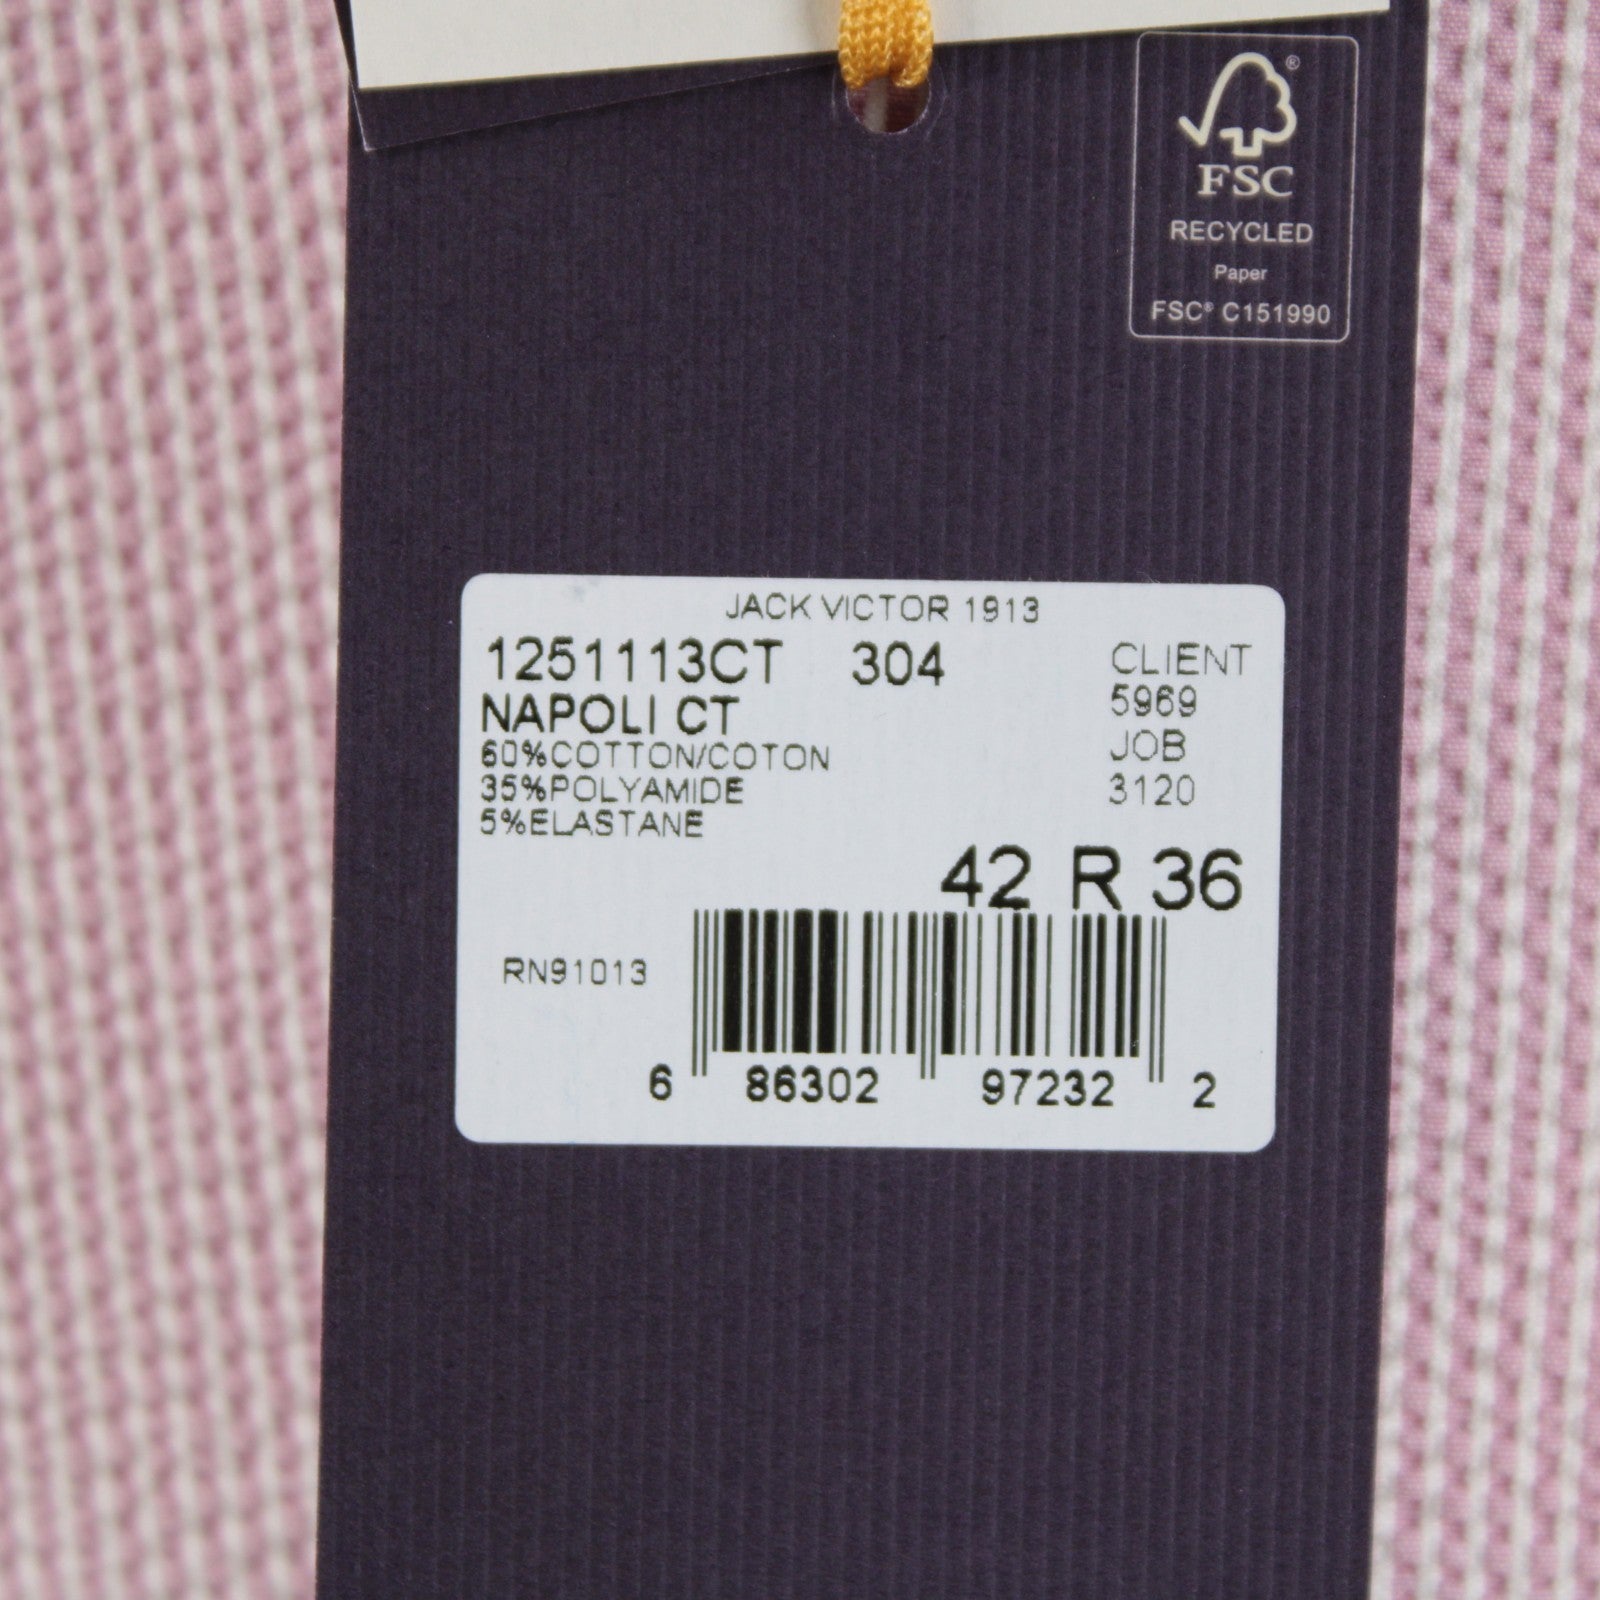 ®
FSC
RECYCLED
Paper
FSC® C151990
JACK VICTOR 1913
1251113CT 304
NAPOLI CT
60%COTTON/COTON
35%POLYAMIDE
5%ELASTANE
CLIENT
5969
JOB
3120
42 R 36
RN91013
6 86302 97232 2